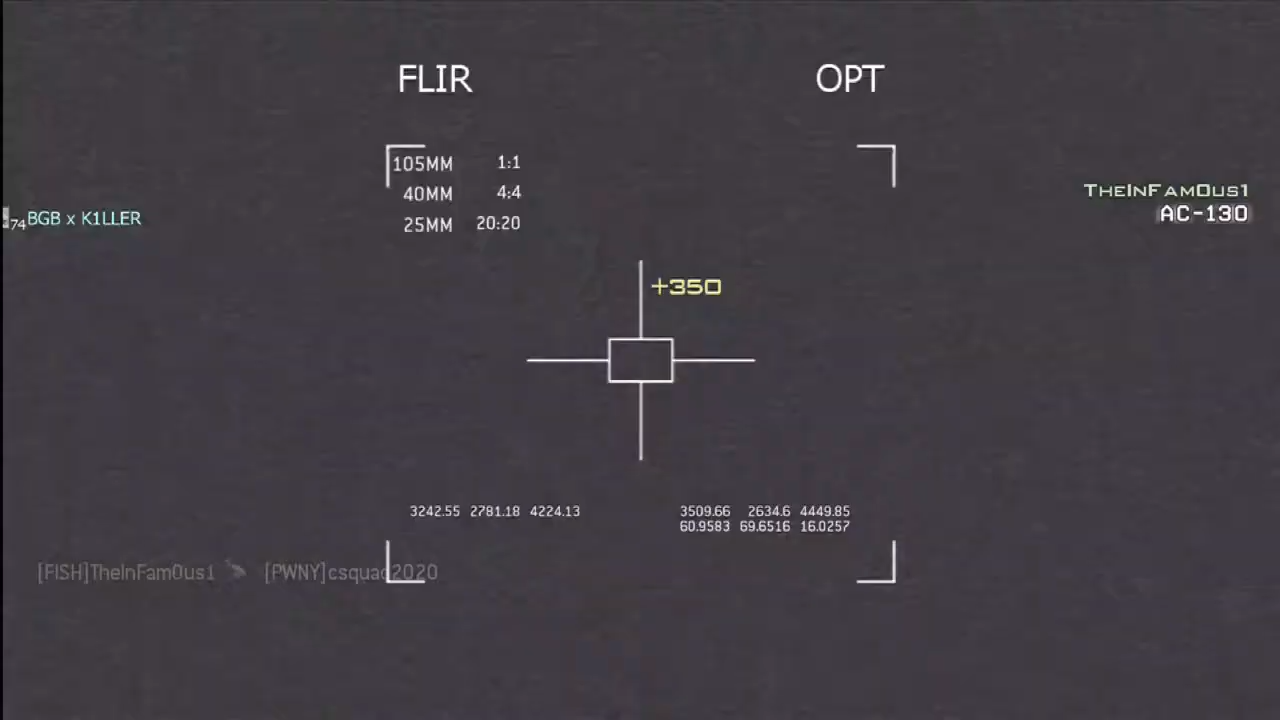 FLIR OPT
105MM 1:1
40MM 4:4
25MM 20:20
TheInFam0us1
AC-130
74 BGB x K1LLER
+350
3242.55 2781.18 4224.13
3509.66 2634.6 4449.85
60.9583 69.6516 16.0257
[FISH]TheInFam0us1 [PWNY]csquad2020